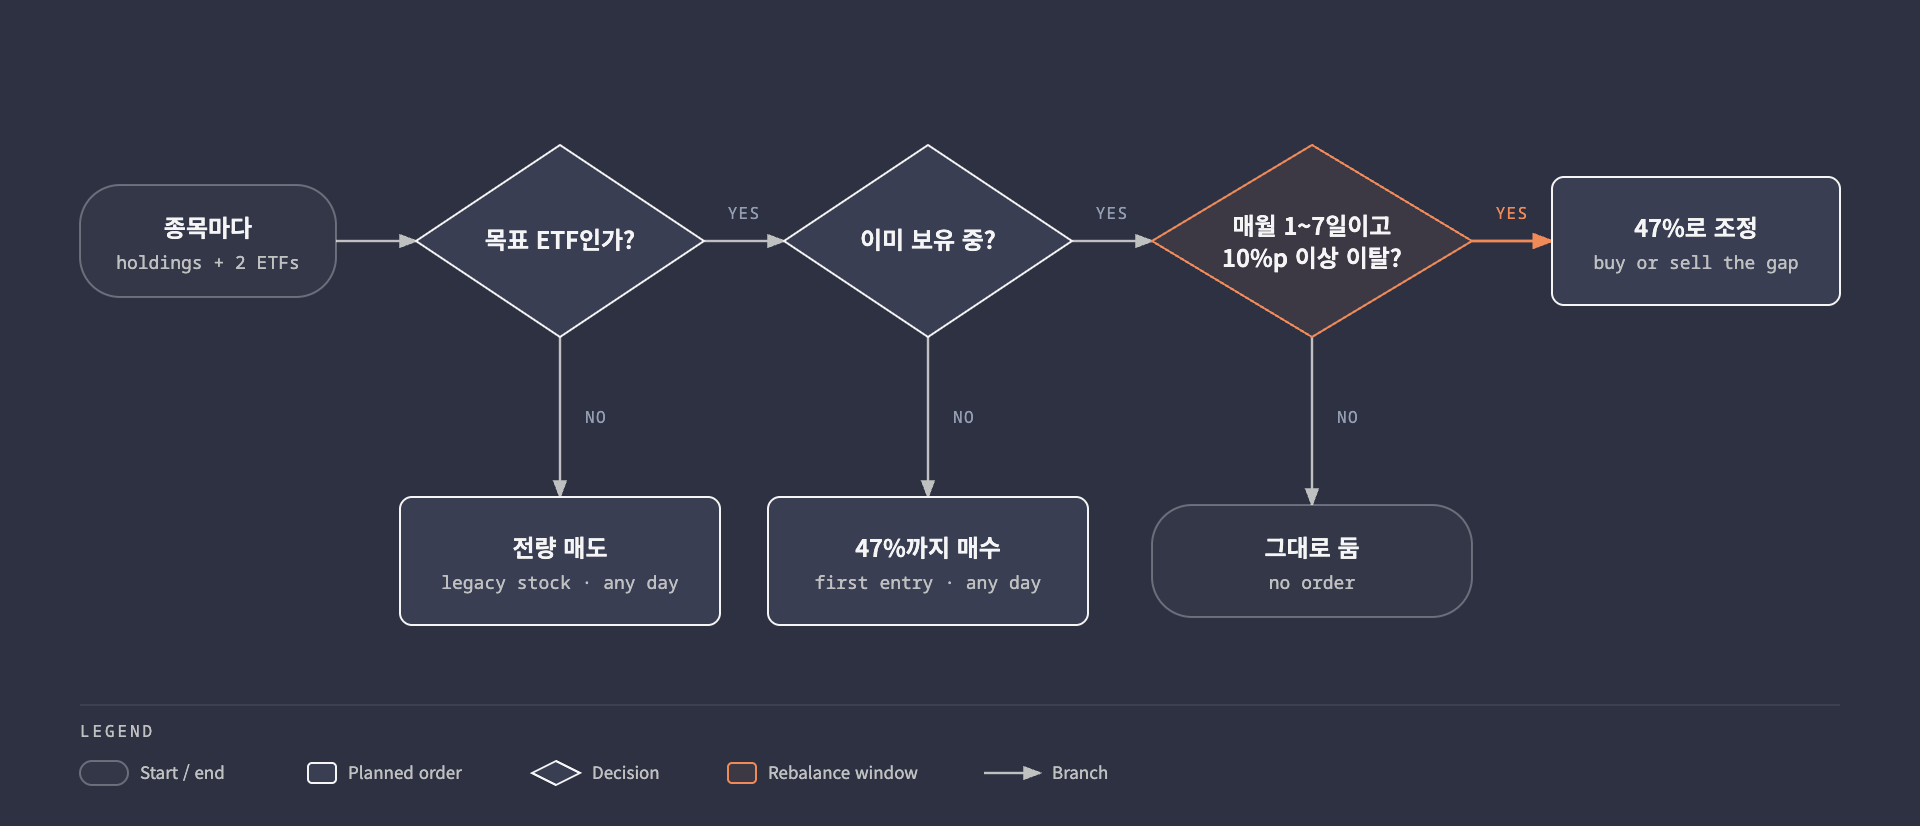 종목마다
holdings + 2 ETFs
목표 ETF인가?
YES
이미 보유 중?
YES
매월 1~7일이고
10%p 이상 이탈?
YES
47%로 조정
buy or sell the gap
NO
NO
NO
전량 매도
legacy stock · any day
47%까지 매수
first entry · any day
그대로 둠
no order
LEGEND
Start / end
Planned order
Decision
Rebalance window
Branch